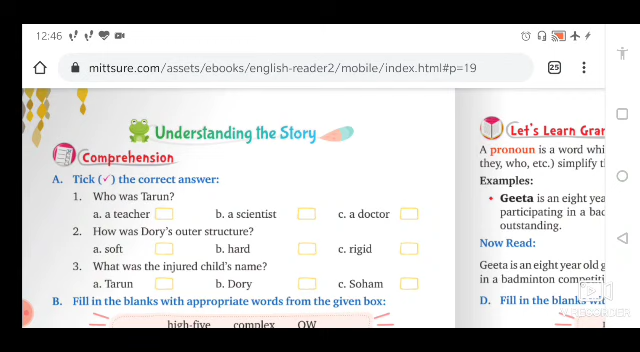 12:46
25
mittsure.com/assets/ebooks/english-reader2/mobile/index.html#p=19
Understanding the Story
Comprehension
A. Tick (✓) the correct answer:
1. Who was Tarun?
a. a teacher b. a scientist c. a doctor
2. How was Dory's outer structure?
a. soft b. hard c. rigid
3. What was the injured child's name?
a. Tarun b. Dory c. Soham
B. Fill in the blanks with appropriate words from the given box:
high-five complex OW
Let's Learn Gra
A pronoun is a word whi
they, who, etc.) simplify t
Examples:
• Geeta is an eight yea
participating in a bad
outstanding.
Now Read:
Geeta is an eight year old g
in a badminton competiti
D. Fill in the blanks wit
RECORDER